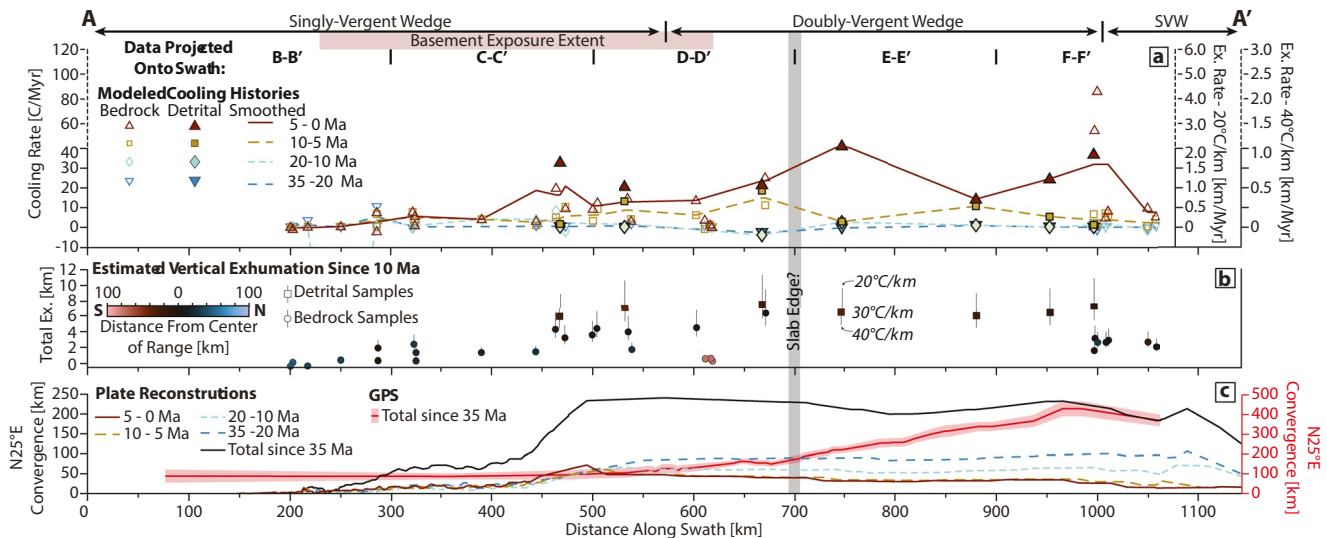 A Singly-Vergent Wedge Doubly-Vergent Wedge SVW A'
Basement Exposure Extent
Data Projected
Onto Swath:
B-B' C-C' D-D' E-E' F-F'
a
Modeled Cooling Histories
Bedrock Detrital Smoothed
5 - 0 Ma
10-5 Ma
20 -10 Ma
35 -20 Ma
Cooling Rate [C/Myr]
120
100
80
60
40
30
20
10
0
-10
6.0
5.0
4.0
3.0
2.0
1.5
1.0
0.5
0
Ex. Rate- 20°C/km [km/Myr]
3.0
2.5
2.0
1.5
1.0
0.5
0
Ex. Rate- 40°C/km [km/Myr]
b
Estimated Vertical Exhumation Since 10 Ma
100 0 100
S N
Distance From Center
of Range [km]
Detrital Samples
Bedrock Samples
20°C/km
30°C/km
40°C/km
Slab Edge?
Total Ex. [km]
12
10
8
6
4
2
0
c
Plate Reconstructions
5 - 0 Ma
10 - 5 Ma
20 -10 Ma
35 -20 Ma
Total since 35 Ma
GPS
Total since 35 Ma
N25°E
Convergence [km]
250
200
150
100
50
0
500
400
300
200
100
0
N25°E
Convergence [km]
0 100 200 300 400 500 600 700 800 900 1000 1100
Distance Along Swath [km]